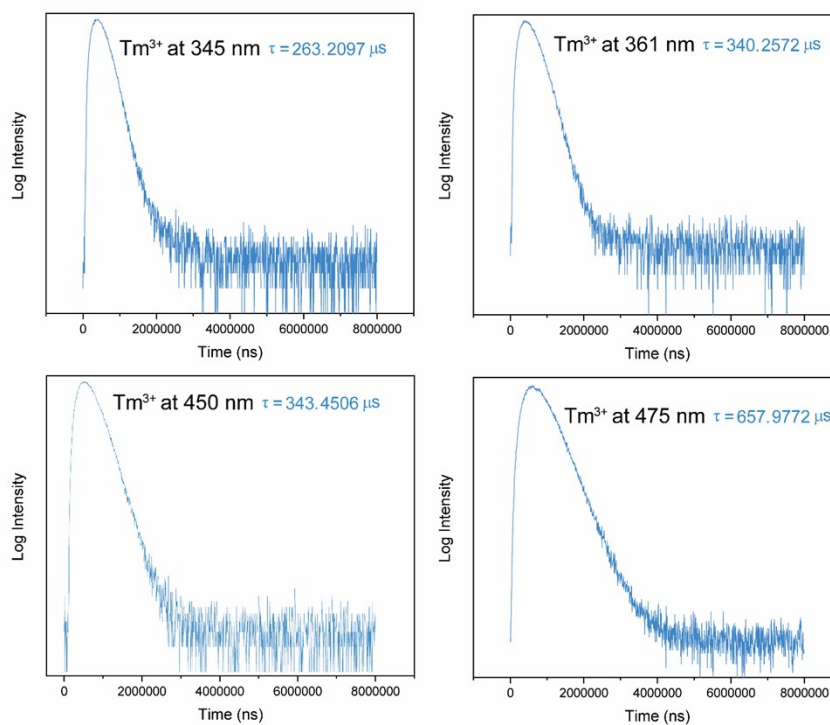 Tm³⁺ at 345 nm τ = 263.2097 μs
Log Intensity
0 2000000 4000000 6000000 8000000
Time (ns)
Tm³⁺ at 361 nm τ = 340.2572 μs
Log Intensity
0 2000000 4000000 6000000 8000000
Time (ns)
Tm³⁺ at 450 nm τ = 343.4506 μs
Log Intensity
0 2000000 4000000 6000000 8000000
Time (ns)
Tm³⁺ at 475 nm τ = 657.9772 μs
Log Intensity
0 2000000 4000000 6000000 8000000
Time (ns)